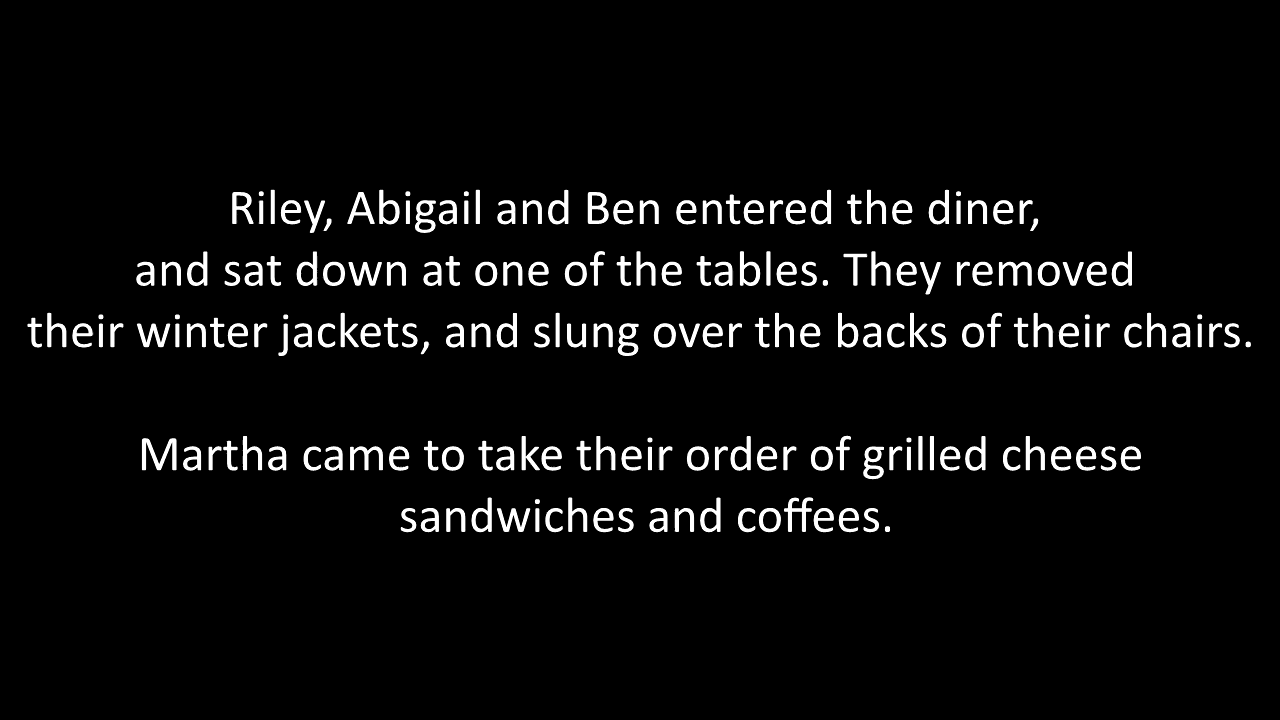 Riley, Abigail and Ben entered the diner,
and sat down at one of the tables. They removed
their winter jackets, and slung over the backs of their chairs.
Martha came to take their order of grilled cheese
sandwiches and coffees.